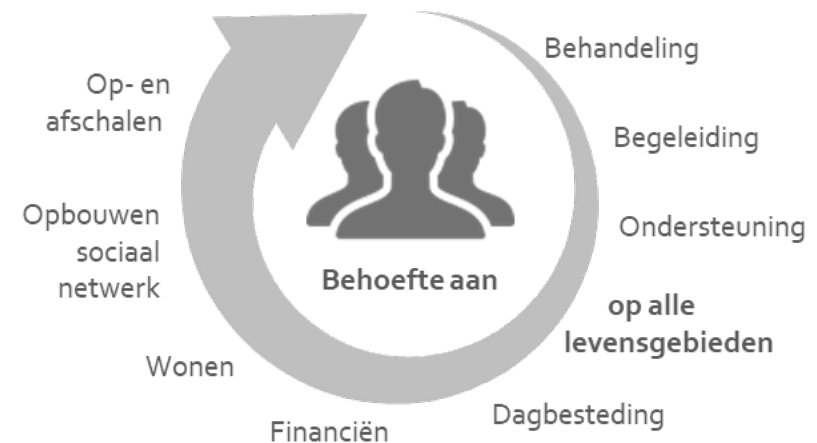 Behoefte aan
Behandeling
Begeleiding
Ondersteuning
op alle
levensgebieden
Dagbesteding
Financiën
Wonen
Opbouwen
sociaal
netwerk
Op- en
afschalen